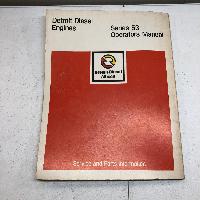 Detroit Diesel
Engines
Series 53
Operators Manual
Detroit Diesel
Allison
Service and Parts Information